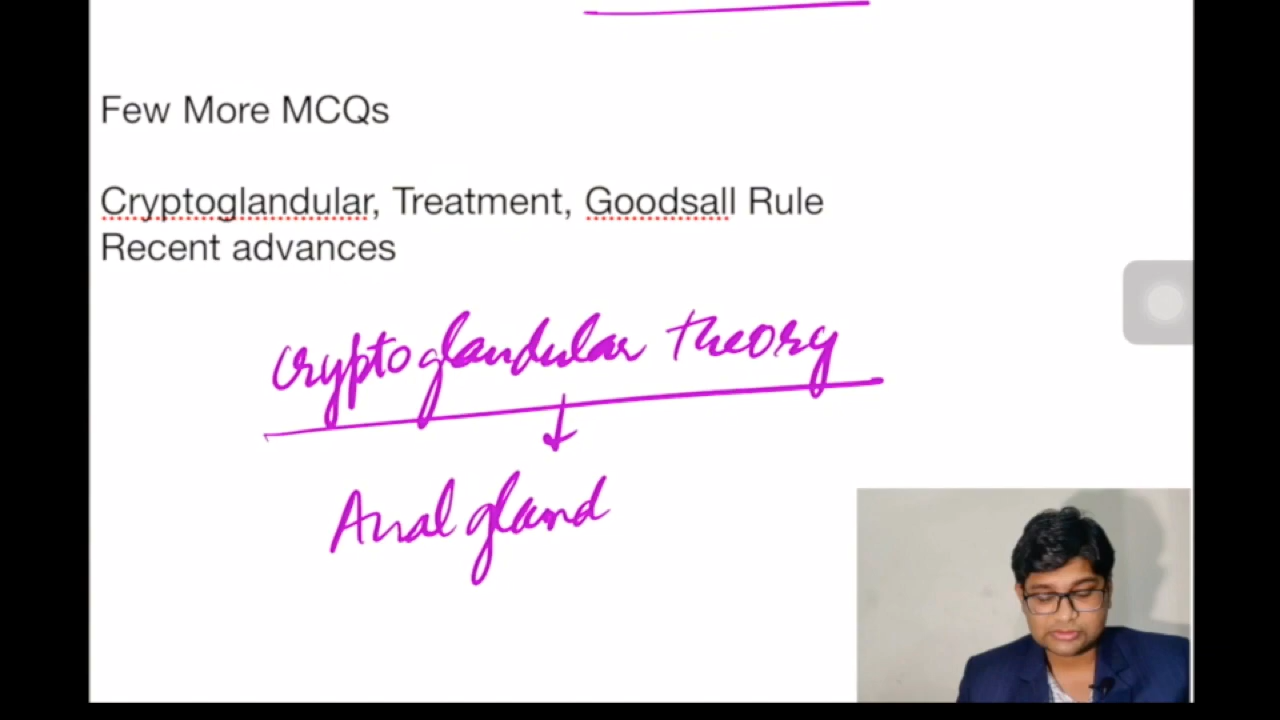 Few More MCQs
Cryptoglandular, Treatment, Goodsall Rule
Recent advances
Cryptoglandular theory
Anal gland